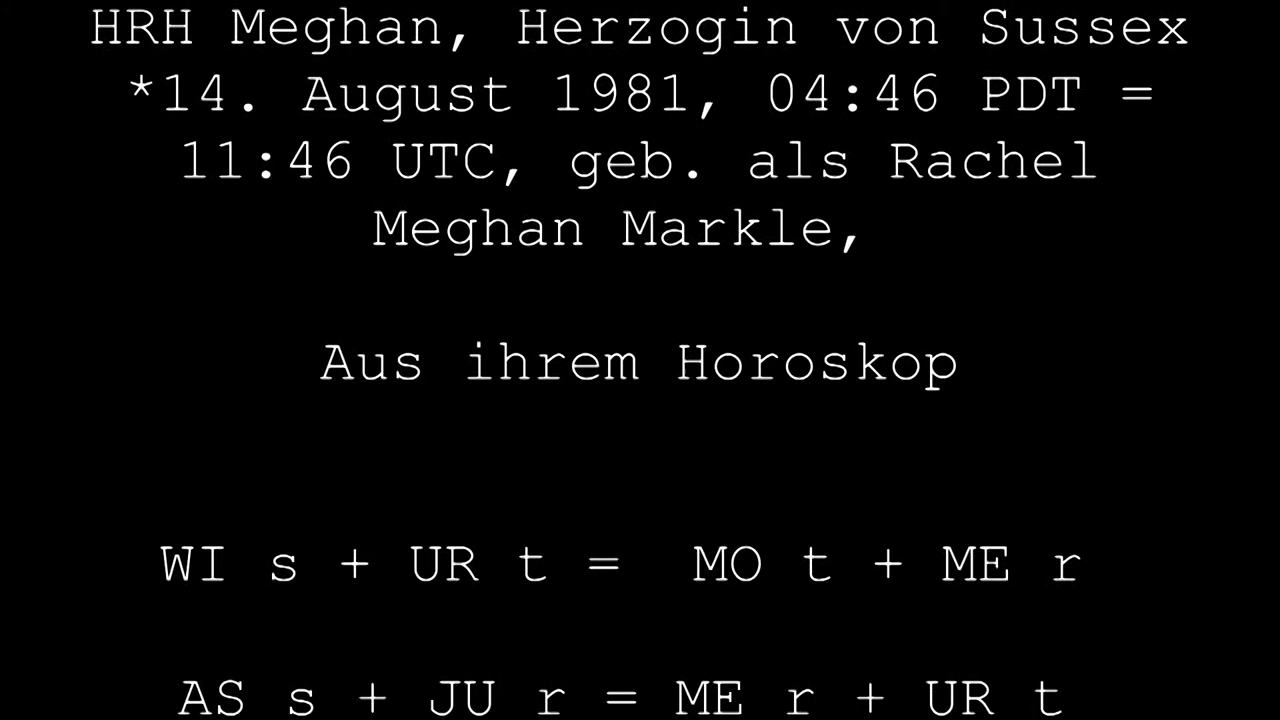 HRH Meghan, Herzogin von Sussex
*14. August 1981, 04:46 PDT =
11:46 UTC, geb. als Rachel
Meghan Markle,
Aus ihrem Horoskop
WI s + UR t = MO t + ME r
AS s + JU r = ME r + UR t